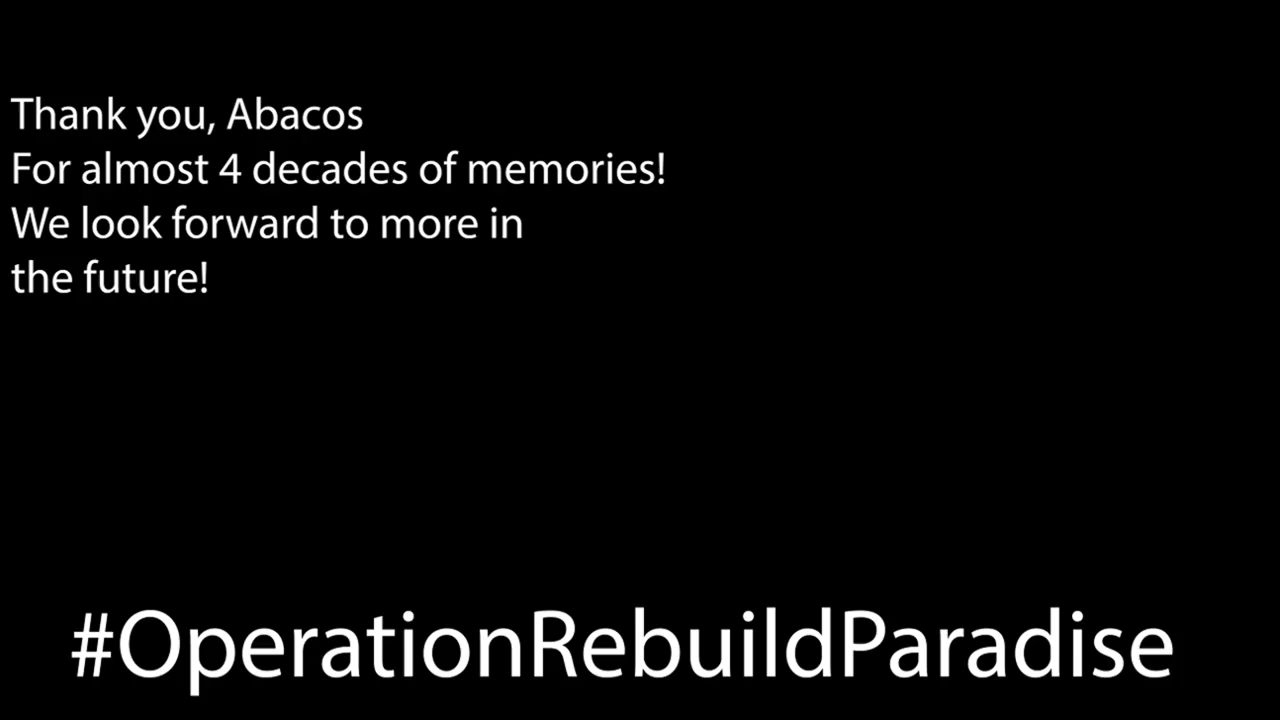 Thank you, Abacos
For almost 4 decades of memories!
We look forward to more in
the future!
#OperationRebuildParadise